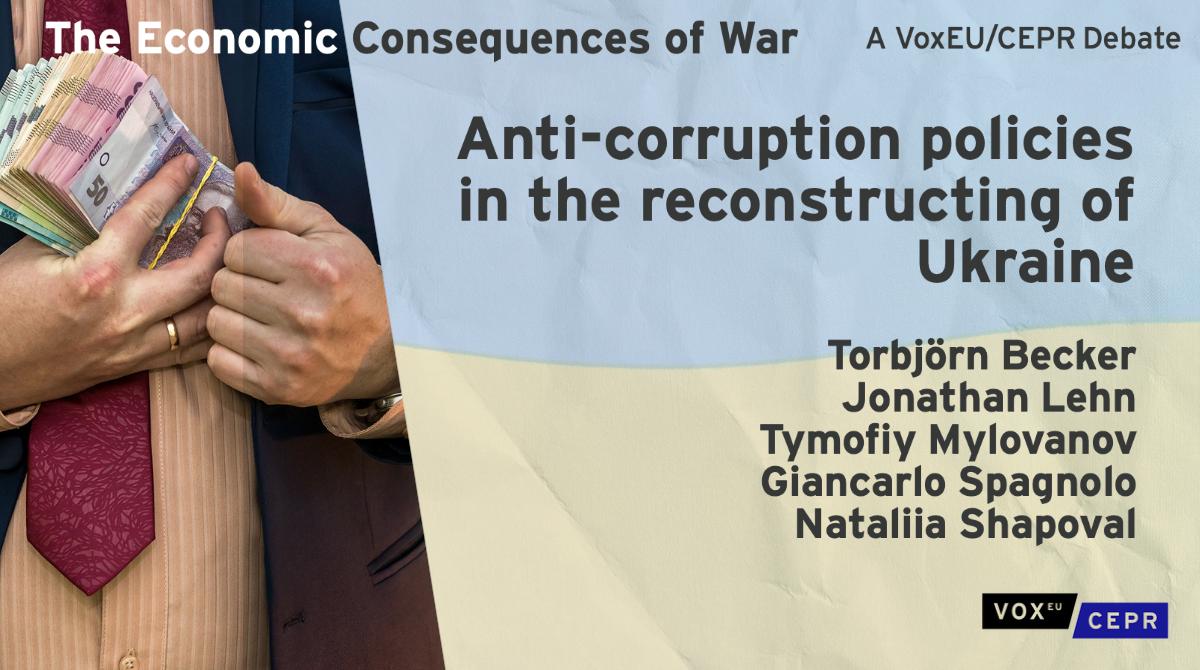 The Economic Consequences of War
A VoxEU/CEPR Debate
Anti-corruption policies
in the reconstructing of
Ukraine
Torbjörn Becker
Jonathan Lehn
Tymofiy Mylovanov
Giancarlo Spagnolo
Nataliia Shapoval
50
VOX EU
CEPR